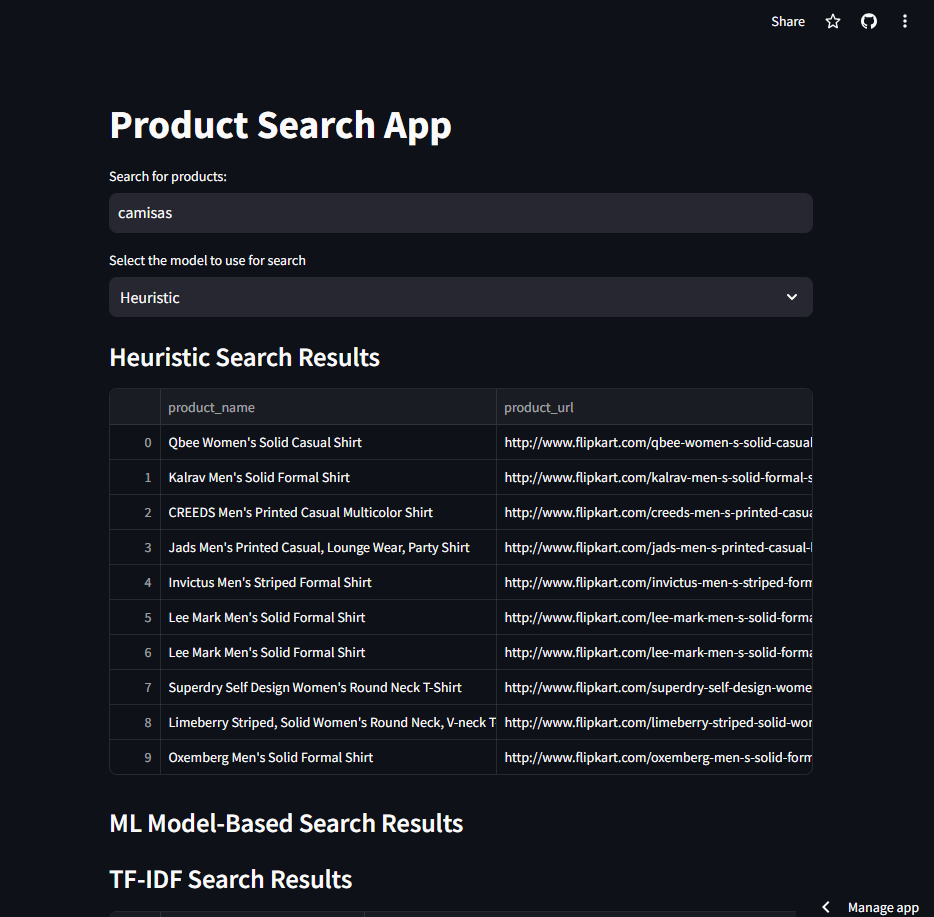 Share
Product Search App
Search for products:
camisas
Select the model to use for search
Heuristic
Heuristic Search Results
product_name product_url
0 Qbee Women's Solid Casual Shirt http://www.flipkart.com/qbee-women-s-solid-casual
1 Kalrav Men's Solid Formal Shirt http://www.flipkart.com/kalrav-men-s-solid-formal-s
2 CREEDS Men's Printed Casual Multicolor Shirt http://www.flipkart.com/creeds-men-s-printed-casua
3 Jads Men's Printed Casual, Lounge Wear, Party Shirt http://www.flipkart.com/jads-men-s-printed-casual-
4 Invictus Men's Striped Formal Shirt http://www.flipkart.com/invictus-men-s-striped-form
5 Lee Mark Men's Solid Formal Shirt http://www.flipkart.com/lee-mark-men-s-solid-forma
6 Lee Mark Men's Solid Formal Shirt http://www.flipkart.com/lee-mark-men-s-solid-forma
7 Superdry Self Design Women's Round Neck T-Shirt http://www.flipkart.com/superdry-self-design-wome
8 Limeberry Striped, Solid Women's Round Neck, V-neck T- http://www.flipkart.com/limeberry-striped-solid-wor
9 Oxemberg Men's Solid Formal Shirt http://www.flipkart.com/oxemberg-men-s-solid-form
ML Model-Based Search Results
TF-IDF Search Results
Manage app